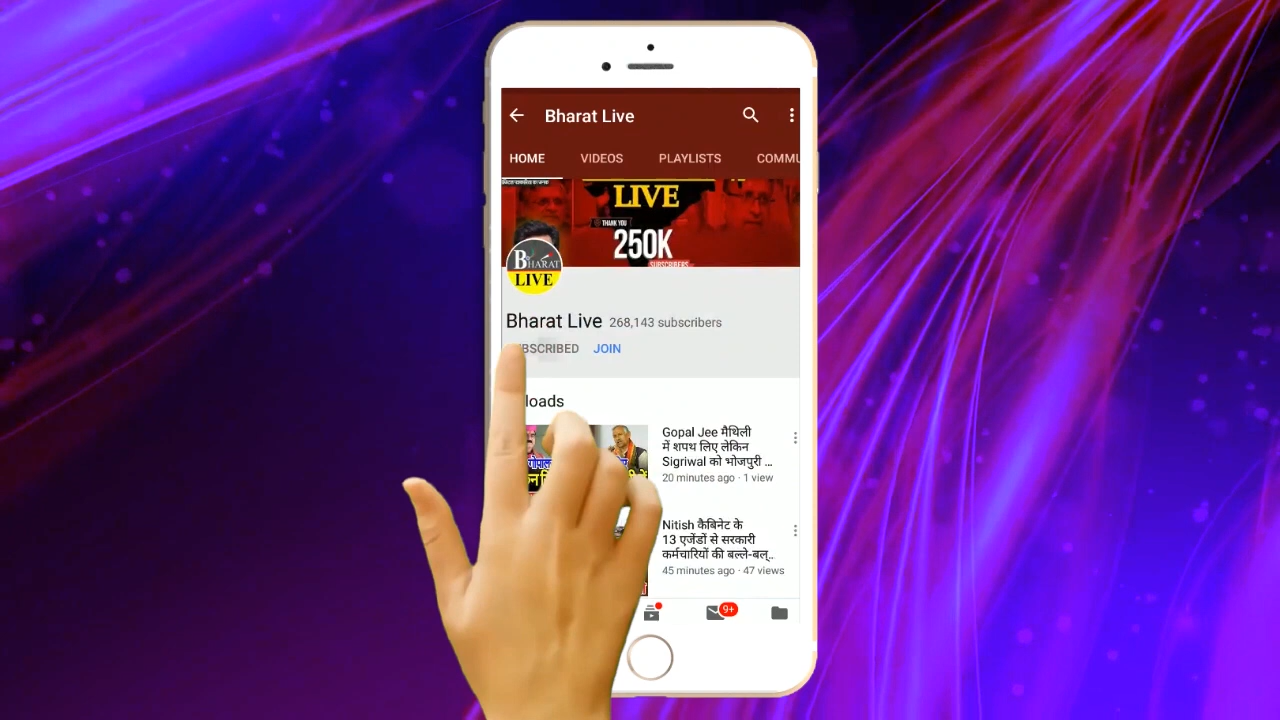 Bharat Live
HOME VIDEOS PLAYLISTS COMMU
LIVE
THANK YOU
250K
SUBSCRIBERS
BHARAT
LIVE
Bharat Live 268,143 subscribers
BSCRIBED JOIN
loads
Gopal Jee मैथिली
में शपथ लिए लेकिन
Sigriwal को भोजपुरी ...
20 minutes ago · 1 view
Nitish कैबिनेट के
13 एजेंडों से सरकारी
कर्मचारियों की बल्ले-बल्..
45 minutes ago · 47 views
9+